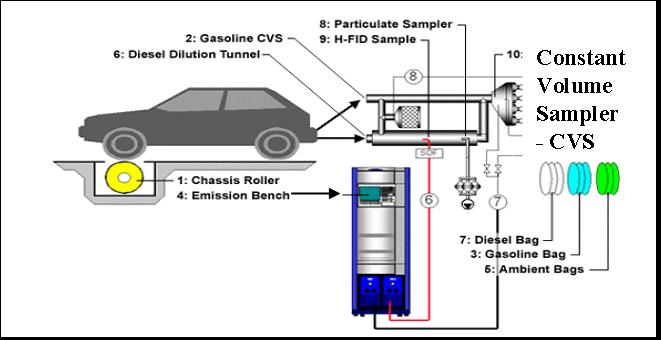 8: Particulate Sampler
2: Gasoline CVS
9: H-FID Sample
6: Diesel Dilution Tunnel
10:
Constant
Volume
Sampler
- CVS
8
SOF
1: Chassis Roller
4: Emission Bench
6
7
7: Diesel Bag
3: Gasoline Bag
5: Ambient Bags